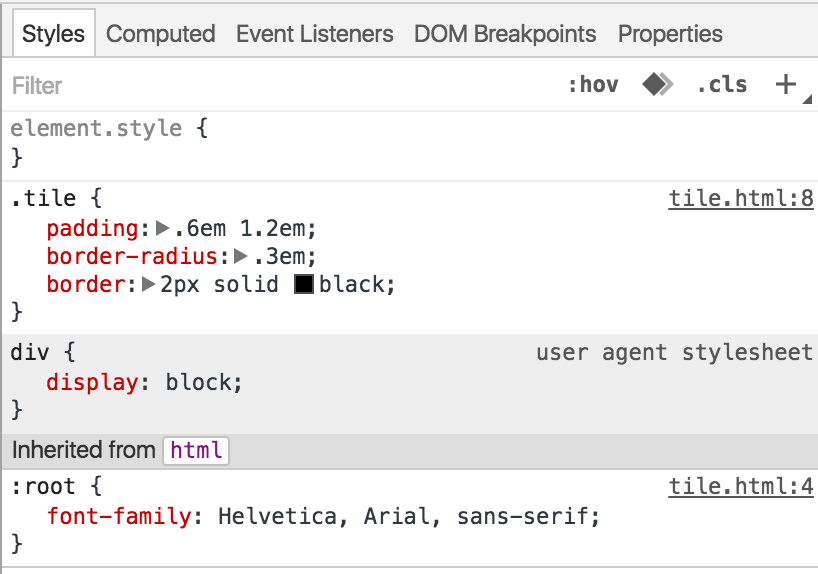 Styles Computed Event Listeners DOM Breakpoints Properties
Filter :hov .cls +
element.style {
}
.tile { tile.html:8
padding: .6em 1.2em;
border-radius: .3em;
border: 2px solid black;
}
div { user agent stylesheet
display: block;
}
Inherited from html
:root { tile.html:4
font-family: Helvetica, Arial, sans-serif;
}